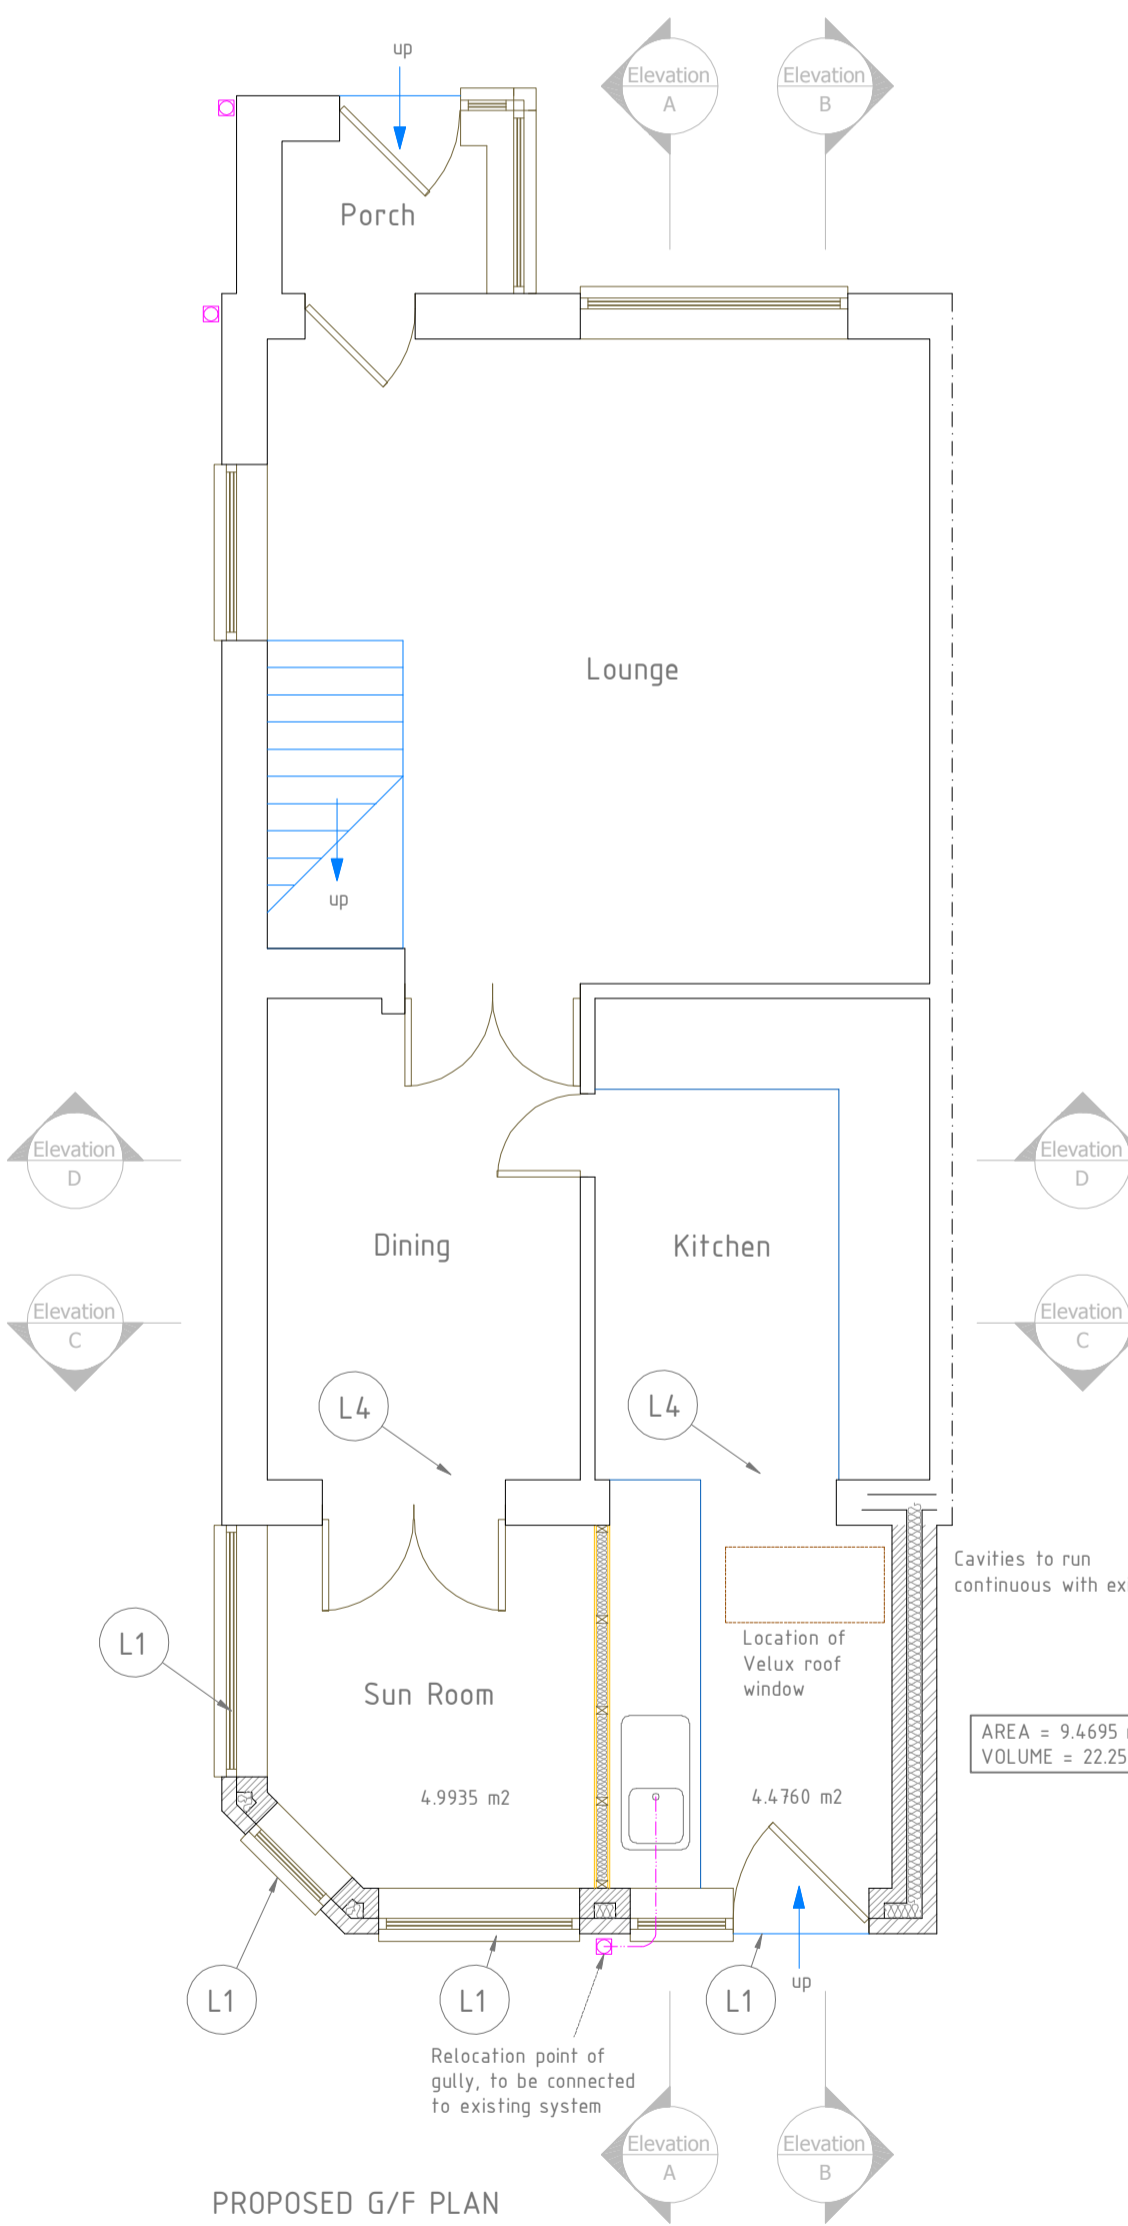 up
Elevation
A
Elevation
B
Porch
Lounge
up
Elevation
D
Elevation
D
Dining
Kitchen
Elevation
C
Elevation
C
L4
L4
Cavities to run
continuous with
L1
Location of
Velux roof
window
Sun Room
AREA = 9.4695
VOLUME = 22.25
4.9935 m2
4.4760 m2
L1
L1
L1
up
Relocation point of
gully, to be connected
to existing system
Elevation
A
Elevation
B
PROPOSED G/F PLAN